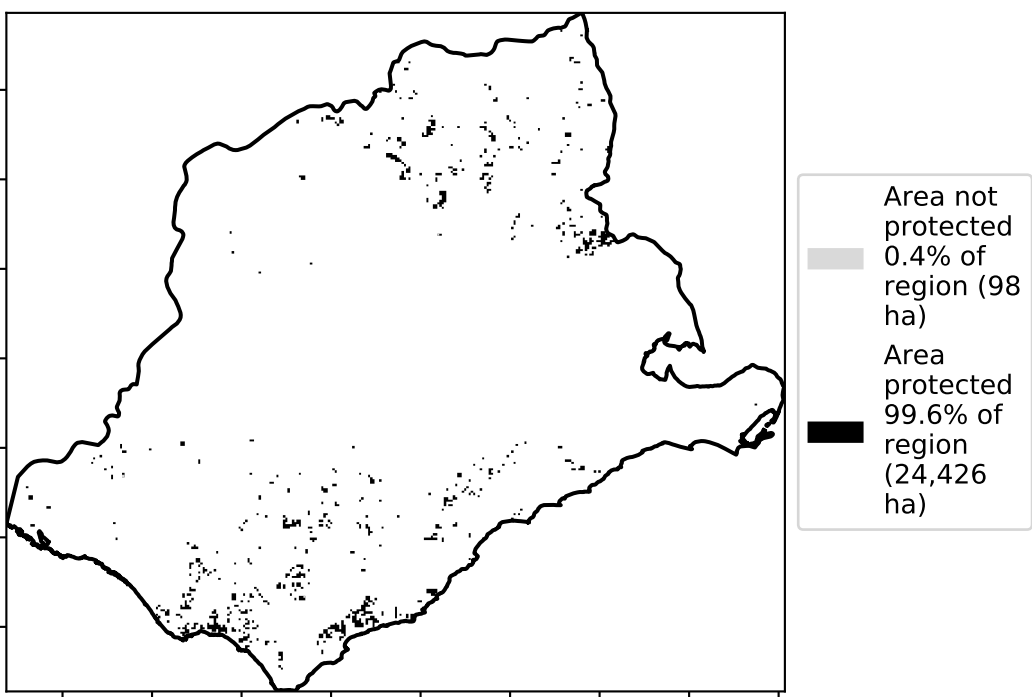 Area not
protected
0.4% of
region (98
ha)
Area
protected
99.6% of
region
(24,426
ha)